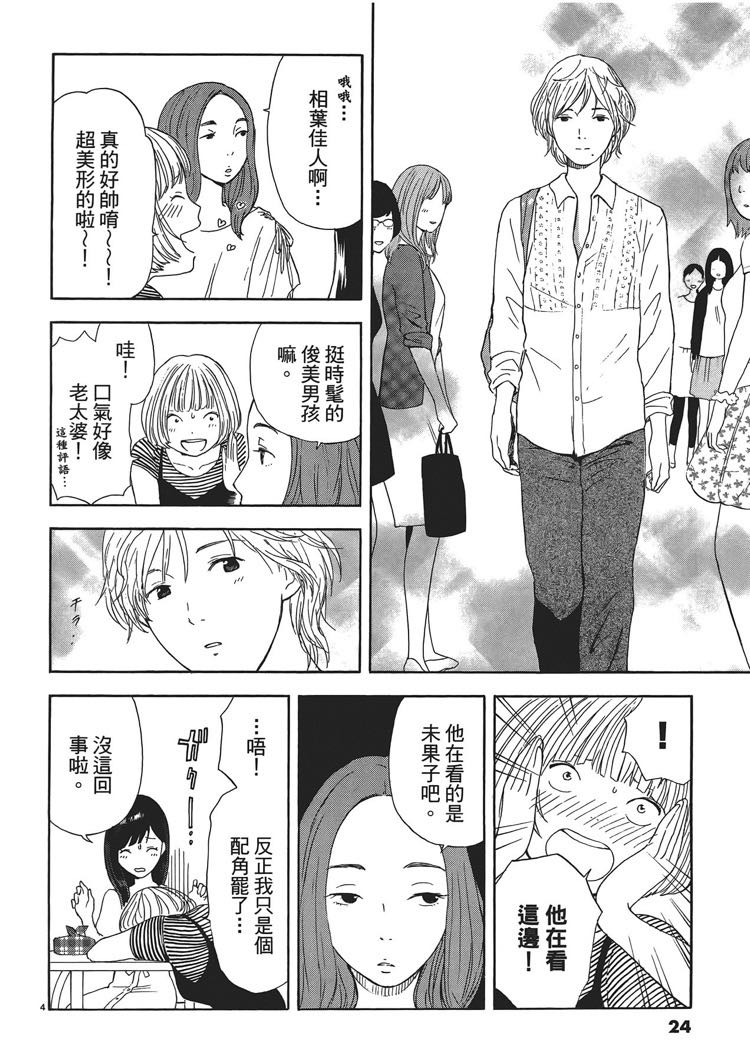 哦哦…
相葉佳人啊…
真的好帥唷～～！
超美形的啦～！
挺時髦的
俊美男孩
嘛。
哇！
口氣好像
老太婆！
這種評語…
チラ…
！
他在看
這邊！
他在看的是
未果子吧。
…唔！
ガクー…
反正我只是個
配角罷了…
沒這回
事啦。
4
24